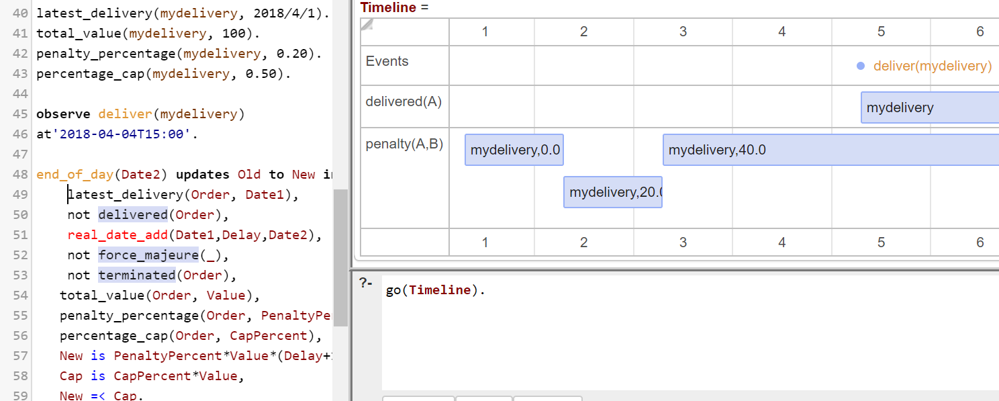 40 latest_delivery(mydelivery, 2018/4/1).
41 total_value(mydelivery, 100).
42 penalty_percentage(mydelivery, 0.20).
43 percentage_cap(mydelivery, 0.50).
44
45 observe deliver(mydelivery)
46 at'2018-04-04T15:00'.
47
48 end_of_day(Date2) updates Old to New in
49 latest_delivery(Order, Date1),
50 not delivered(Order),
51 real_date_add(Date1,Delay,Date2),
52 not force_majeure(_),
53 not terminated(Order),
54 total_value(Order, Value),
55 penalty_percentage(Order, PenaltyPe
56 percentage_cap(Order, CapPercent),
57 New is PenaltyPercent*Value*(Delay+
58 Cap is CapPercent*Value,
59 New =< Cap.
Timeline =
1 2 3 4 5 6
Events deliver(mydelivery)
delivered(A) mydelivery
penalty(A,B) mydelivery,0.0 mydelivery,40.0
mydelivery,20.0
1 2 3 4 5 6
?- go(Timeline).